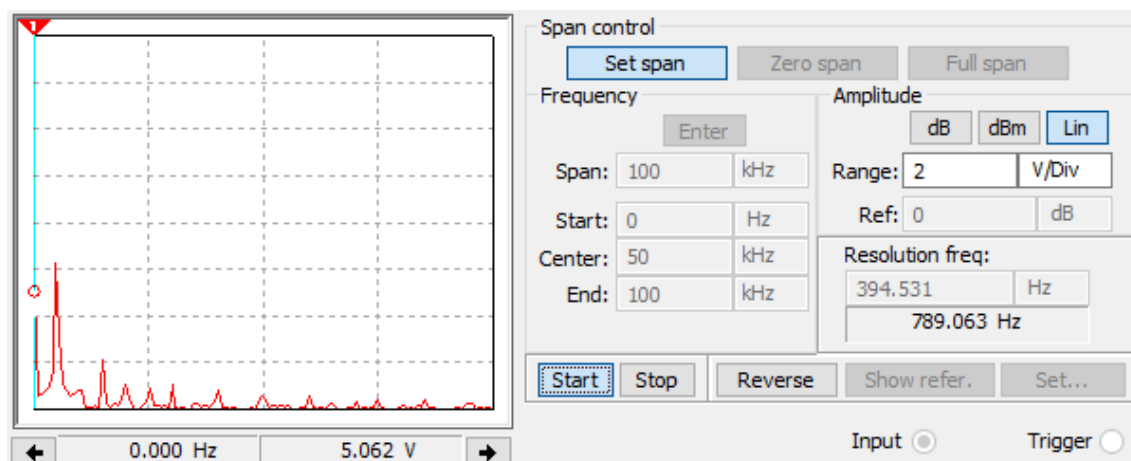 1
Span control
Set span
Zero span
Full span
Frequency
Enter
Span: 100 kHz
Start: 0 Hz
Center: 50 kHz
End: 100 kHz
Amplitude
dB dBm Lin
Range: 2 V/Div
Ref: 0 dB
Resolution freq:
394.531 Hz
789.063 Hz
Start Stop Reverse Show refer. Set...
0.000 Hz 5.062 V
Input Trigger